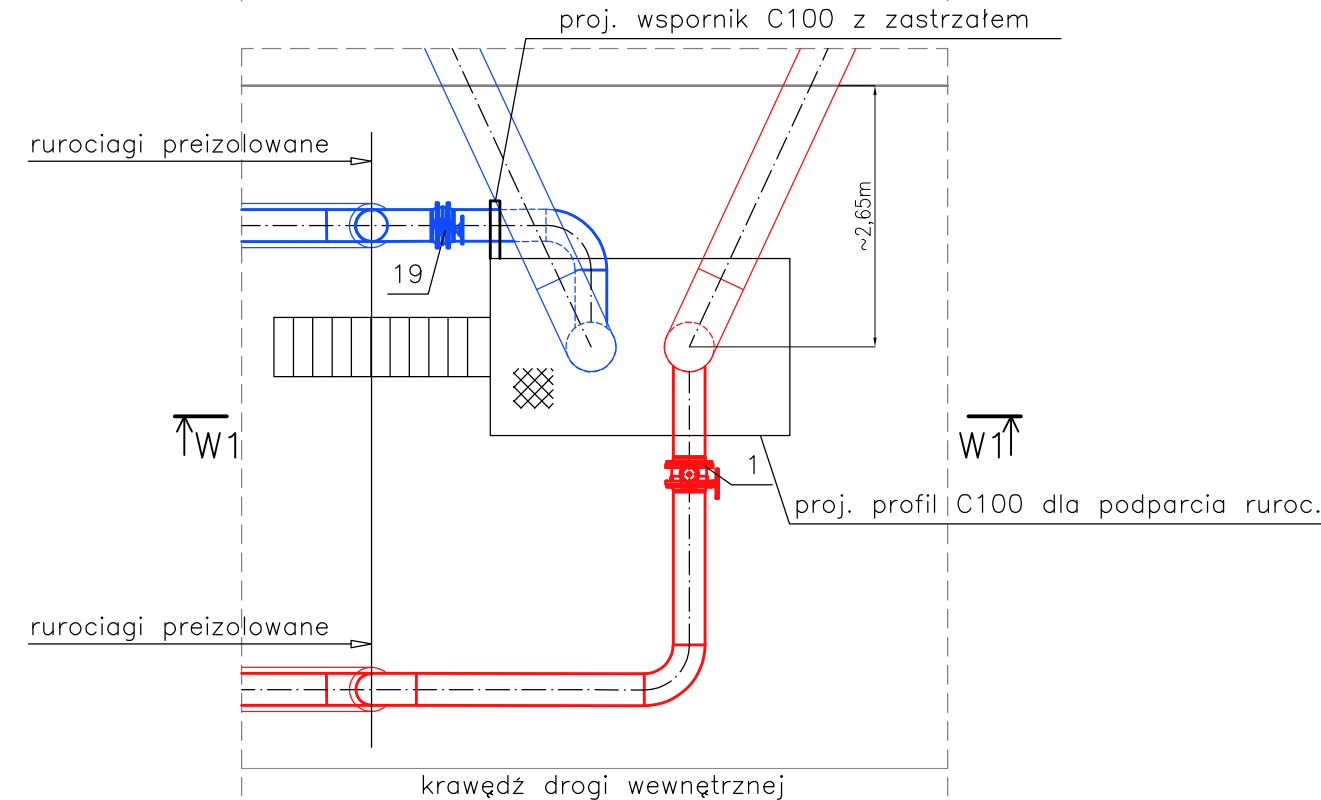 proj. wspornik C100 z zastrzałem
rurociagi preizolowane
~2,65m
19
W1
W1
1
proj. profil C100 dla podparcia ruroc.
rurociagi preizolowane
krawędź drogi wewnętrznej